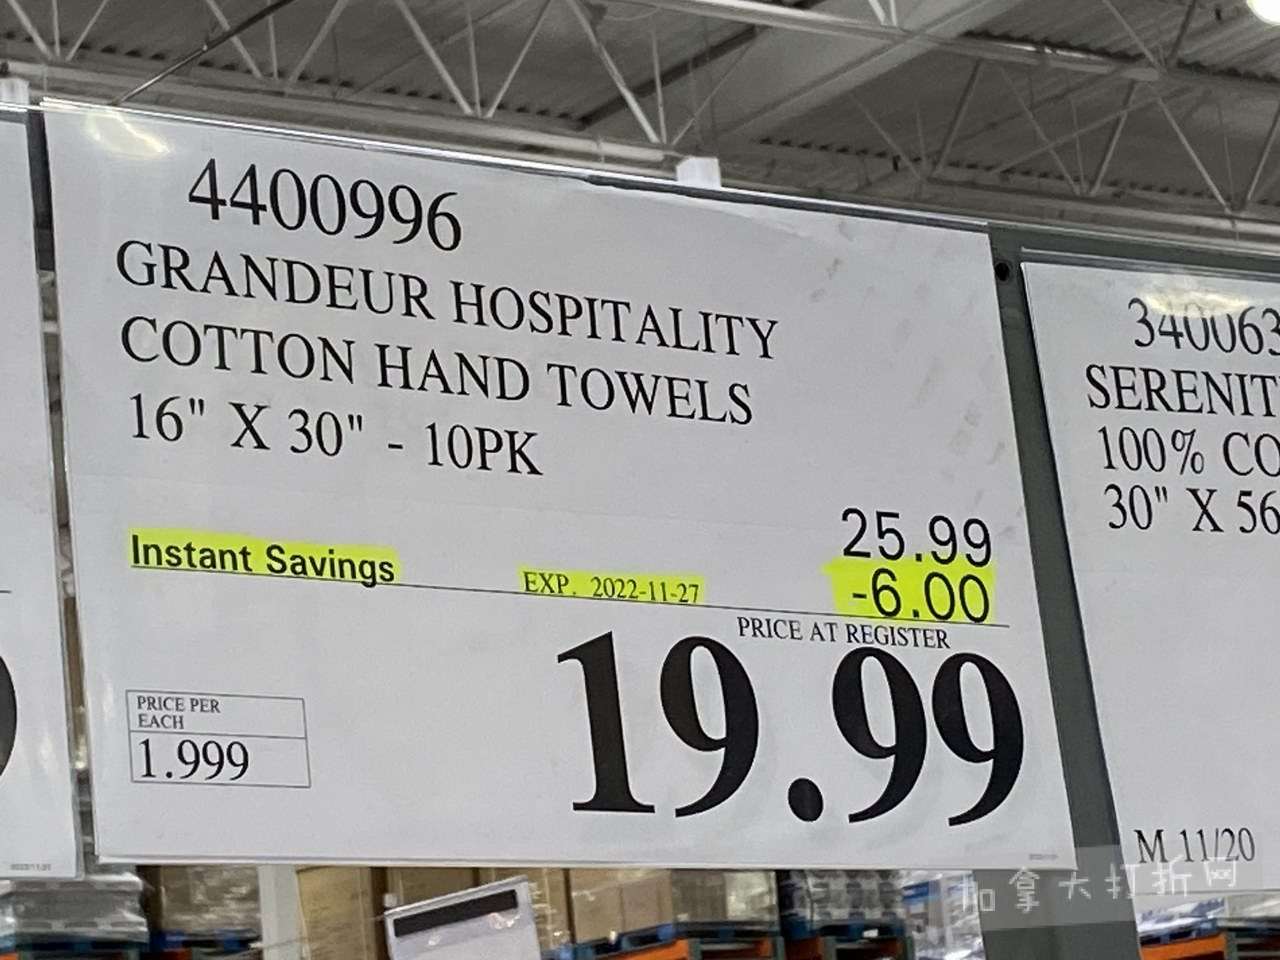 4400996
GRANDEUR HOSPITALITY
COTTON HAND TOWELS
16" X 30" - 10PK
25.99
Instant Savings EXP. 2022-11-27 -6.00
PRICE AT REGISTER
19.99
PRICE PER
EACH
1.999
340063
SERENIT
100% CO
30" X 56
M 11/20
加拿大打折网